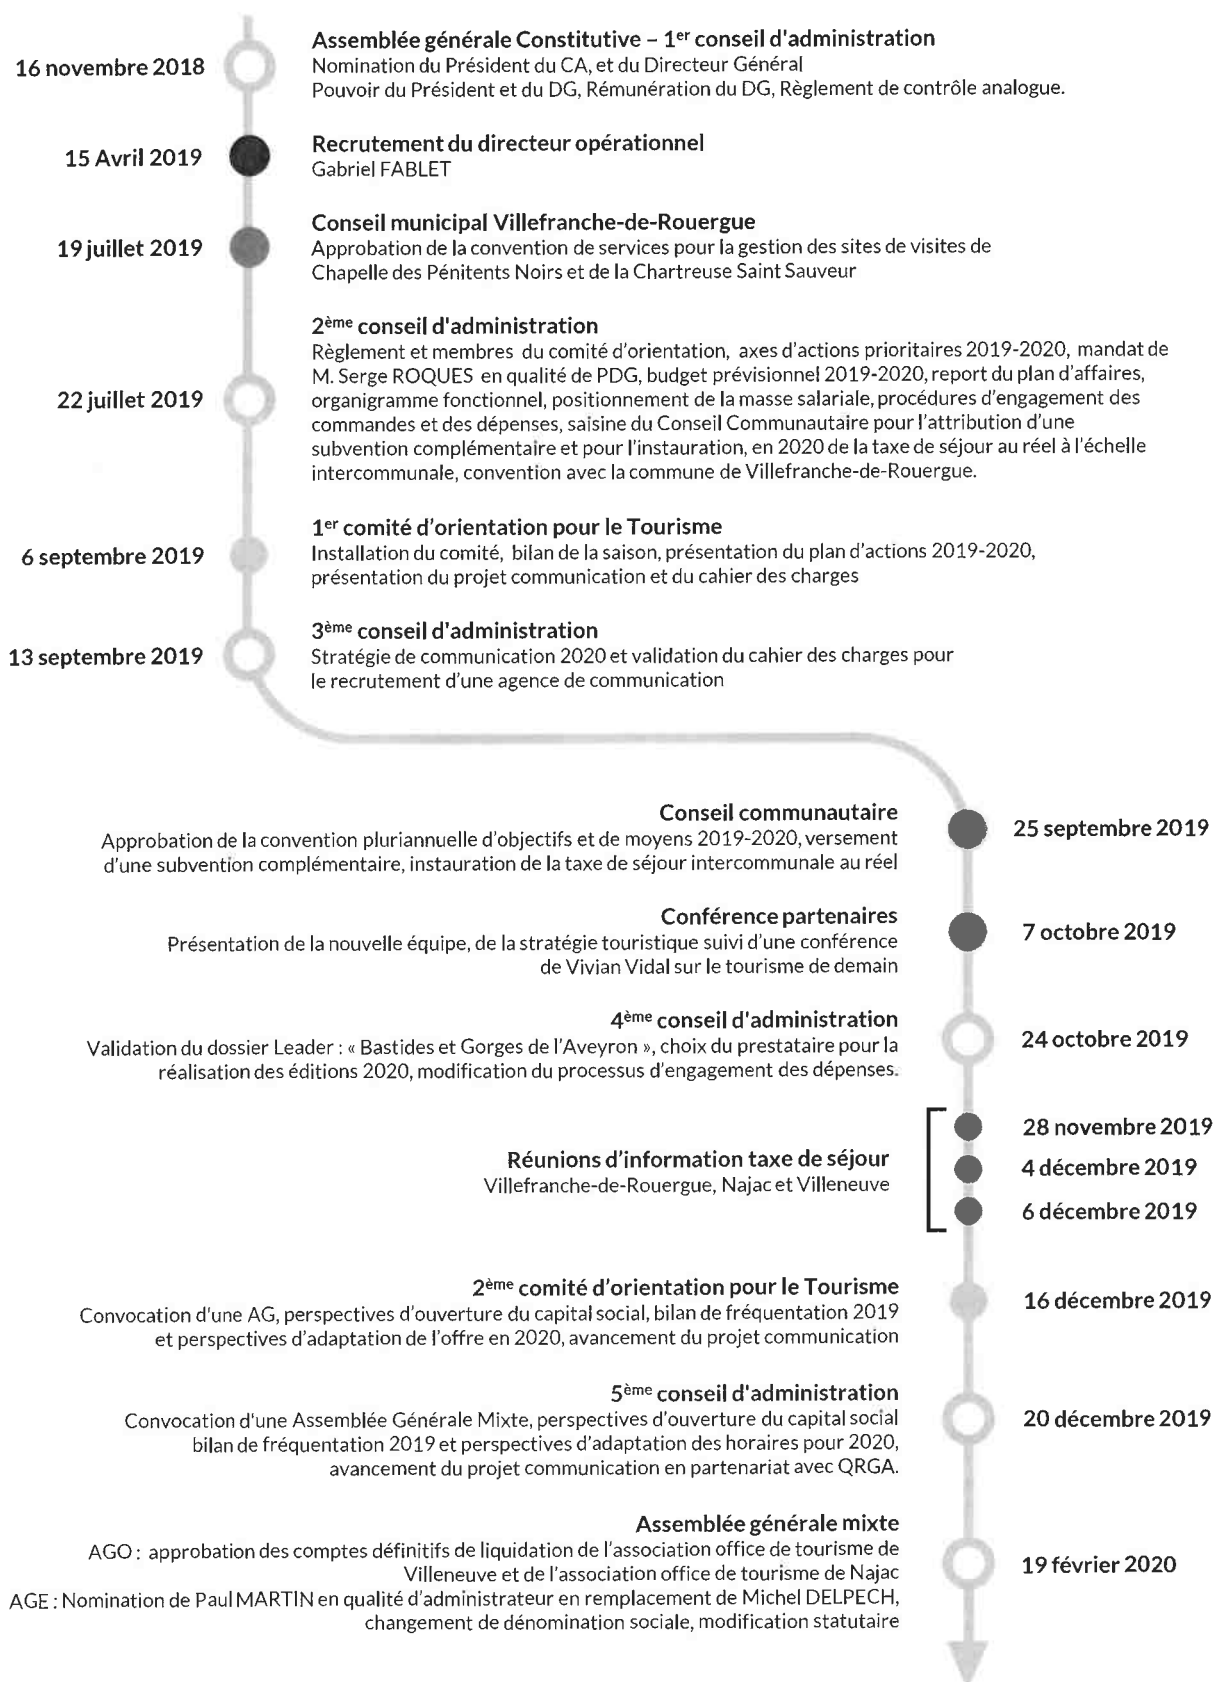 16 novembre 2018
Assemblée générale Constitutive – 1er conseil d'administration
Nomination du Président du CA, et du Directeur Général
Pouvoir du Président et du DG, Rémunération du DG, Règlement de contrôle analogue.
15 Avril 2019
Recrutement du directeur opérationnel
Gabriel FABLET
19 juillet 2019
Conseil municipal Villefranche-de-Rouergue
Approbation de la convention de services pour la gestion des sites de visites de
Chapelle des Pénitents Noirs et de la Chartreuse Saint Sauveur
22 juillet 2019
2ème conseil d'administration
Règlement et membres du comité d'orientation, axes d'actions prioritaires 2019-2020, mandat de
M. Serge ROQUES en qualité de PDG, budget prévisionnel 2019-2020, report du plan d'affaires,
organigramme fonctionnel, positionnement de la masse salariale, procédures d'engagement des
commandes et des dépenses, saisine du Conseil Communautaire pour l'attribution d'une
subvention complémentaire et pour l'instauration, en 2020 de la taxe de séjour au réel à l'échelle
intercommunale, convention avec la commune de Villefranche-de-Rouergue.
6 septembre 2019
1er comité d'orientation pour le Tourisme
Installation du comité, bilan de la saison, présentation du plan d'actions 2019-2020,
présentation du projet communication et du cahier des charges
13 septembre 2019
3ème conseil d'administration
Stratégie de communication 2020 et validation du cahier des charges pour
le recrutement d'une agence de communication
Conseil communautaire
Approbation de la convention pluriannuelle d'objectifs et de moyens 2019-2020, versement
d'une subvention complémentaire, instauration de la taxe de séjour intercommunale au réel
25 septembre 2019
Conférence partenaires
Présentation de la nouvelle équipe, de la stratégie touristique suivi d'une conférence
de Vivian Vidal sur le tourisme de demain
7 octobre 2019
4ème conseil d'administration
Validation du dossier Leader : « Bastides et Gorges de l'Aveyron », choix du prestataire pour la
réalisation des éditions 2020, modification du processus d'engagement des dépenses.
24 octobre 2019
Réunions d'information taxe de séjour
Villefranche-de-Rouergue, Najac et Villeneuve
28 novembre 2019
4 décembre 2019
6 décembre 2019
2ème comité d'orientation pour le Tourisme
Convocation d'une AG, perspectives d'ouverture du capital social, bilan de fréquentation 2019
et perspectives d'adaptation de l'offre en 2020, avancement du projet communication
16 décembre 2019
5ème conseil d'administration
Convocation d'une Assemblée Générale Mixte, perspectives d'ouverture du capital social
bilan de fréquentation 2019 et perspectives d'adaptation des horaires pour 2020,
avancement du projet communication en partenariat avec QRGA.
20 décembre 2019
Assemblée générale mixte
AGO : approbation des comptes définitifs de liquidation de l'association office de tourisme de
Villeneuve et de l'association office de tourisme de Najac
AGE : Nomination de Paul MARTIN en qualité d'administrateur en remplacement de Michel DELPECH,
changement de dénomination sociale, modification statutaire
19 février 2020